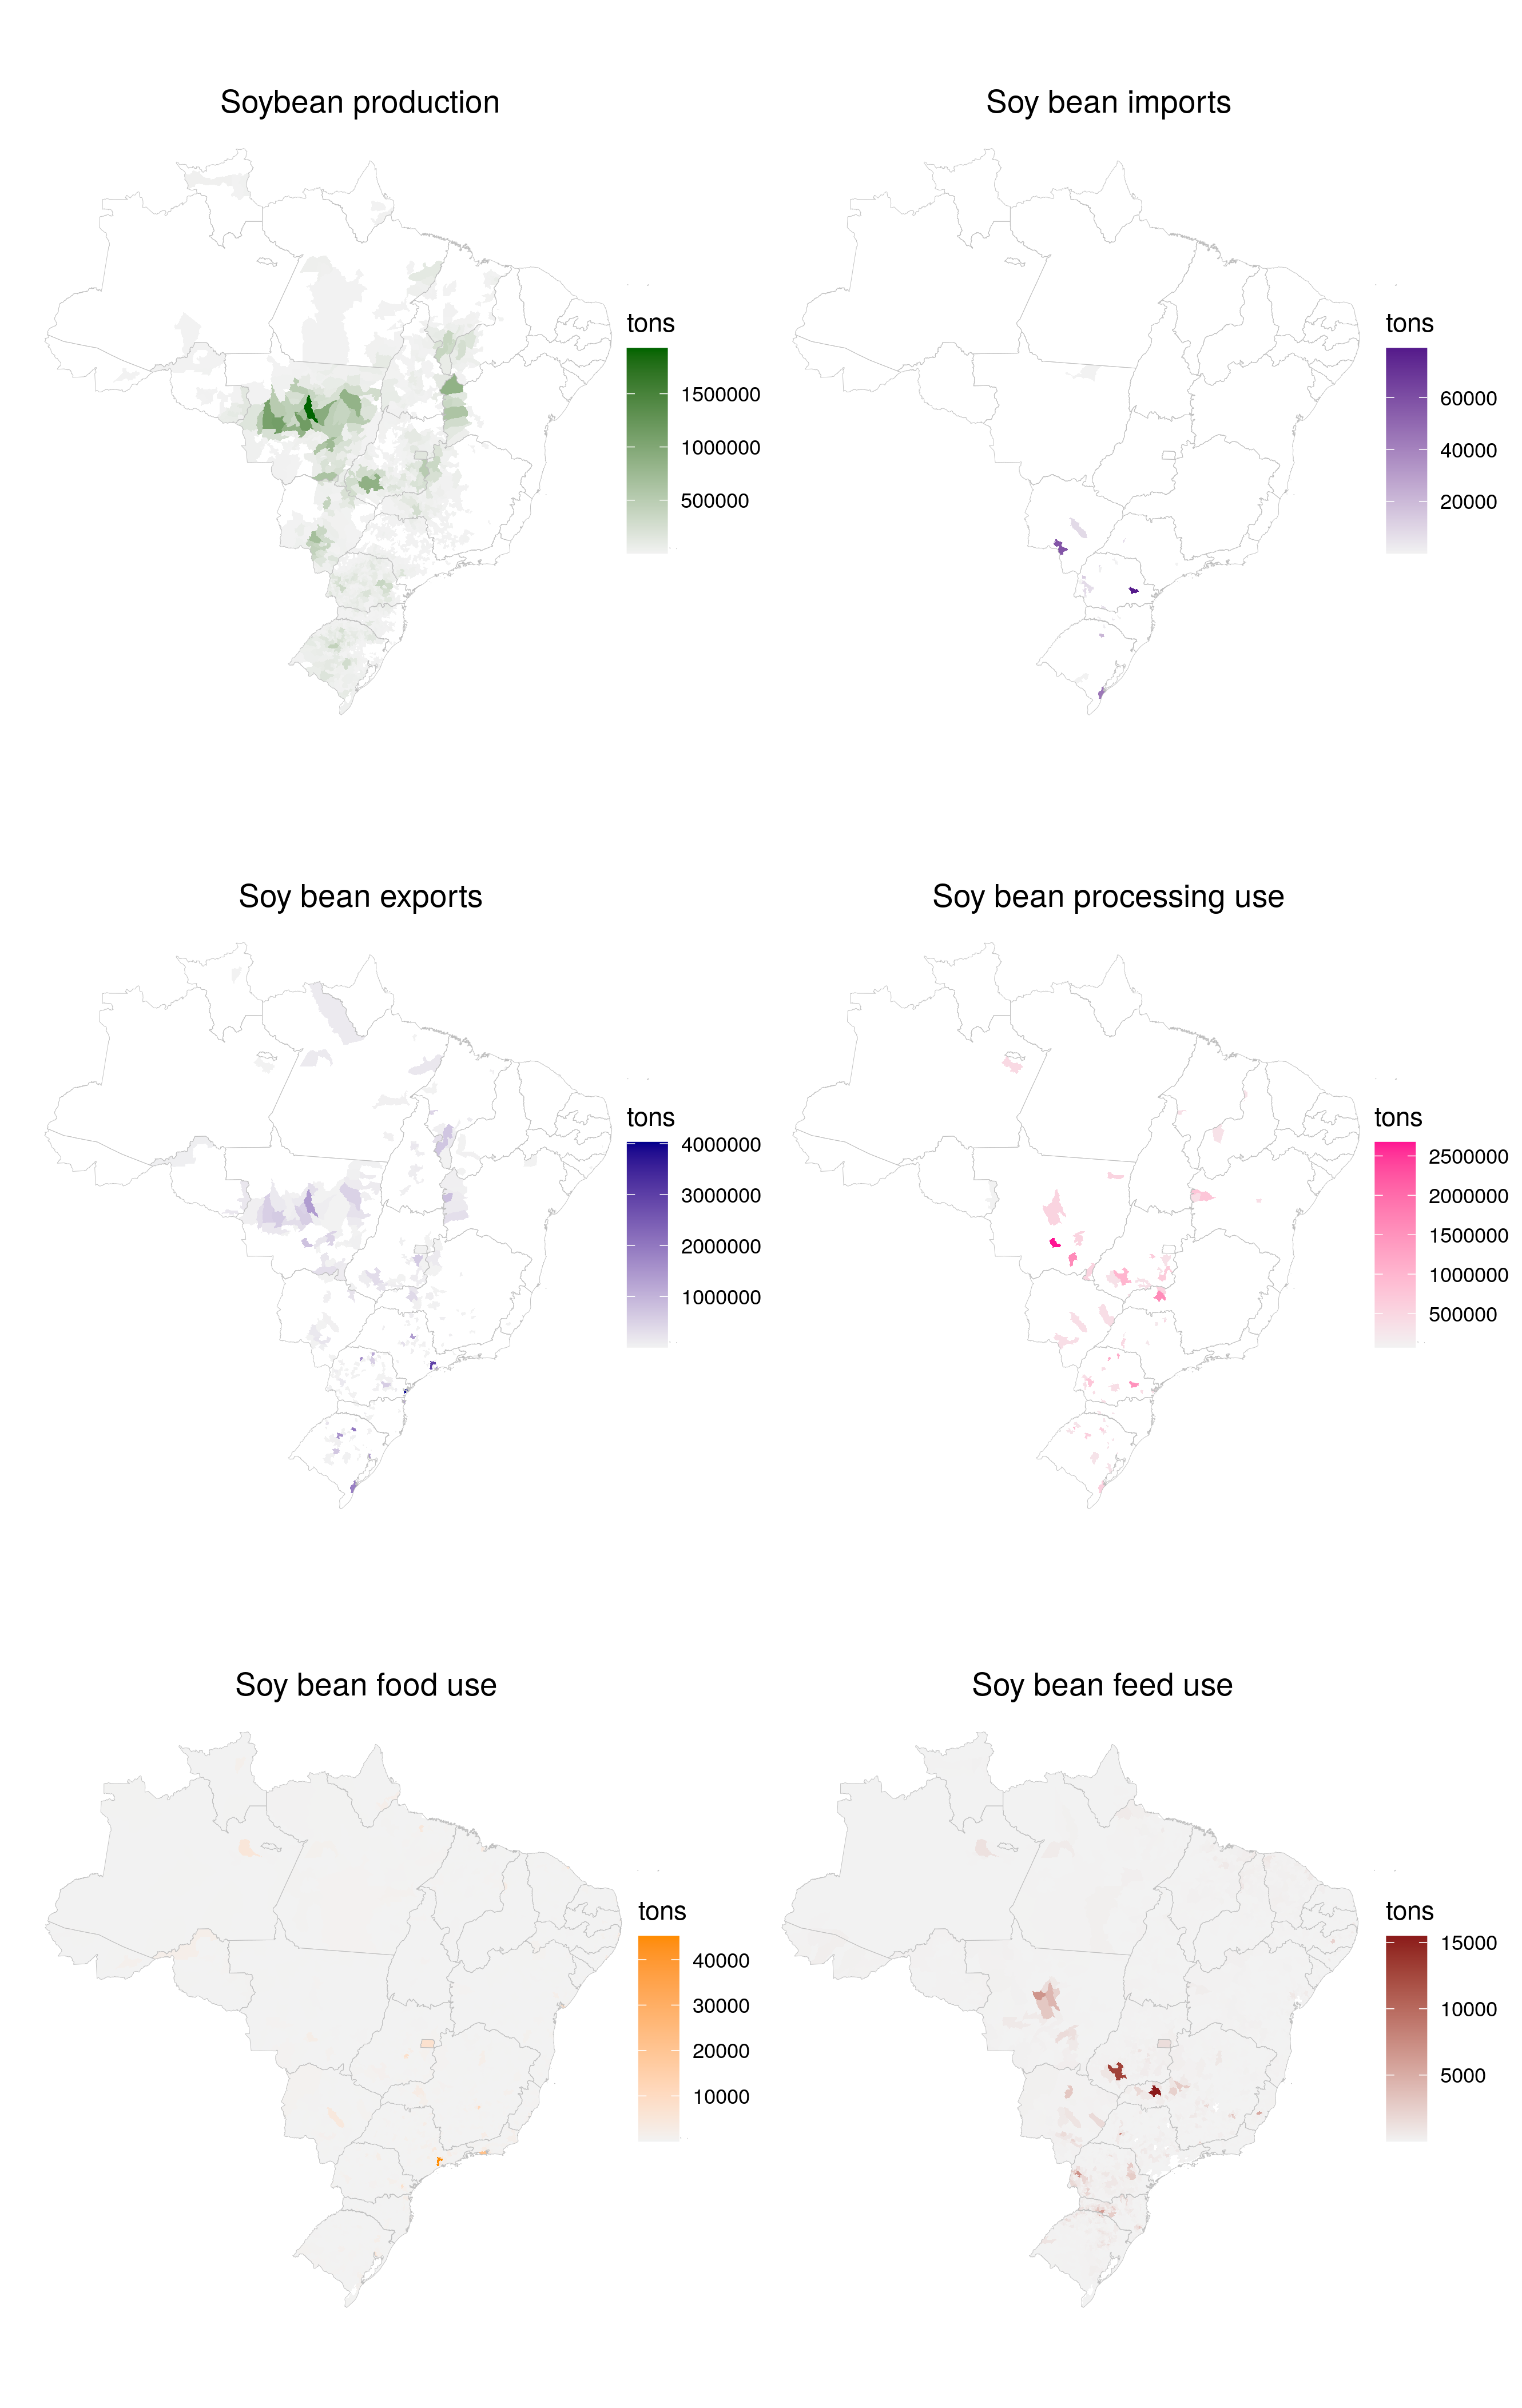 Soybean production
tons
1500000
1000000
500000
Soy bean imports
tons
60000
40000
20000
Soy bean exports
tons
4000000
3000000
2000000
1000000
Soy bean processing use
tons
2500000
2000000
1500000
1000000
500000
Soy bean food use
tons
40000
30000
20000
10000
Soy bean feed use
tons
15000
10000
5000